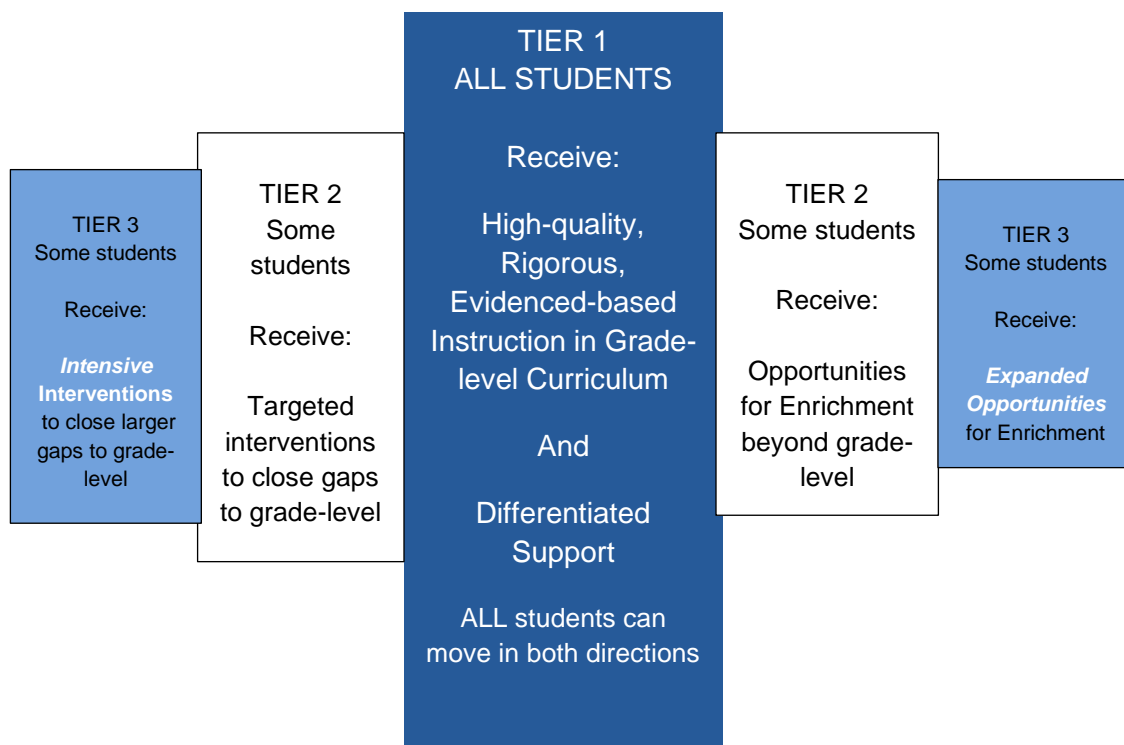 TIER 3
Some students
Receive:
Intensive
Interventions
to close larger
gaps to grade-
level
TIER 2
Some
students
Receive:
Targeted
interventions
to close gaps
to grade-level
TIER 1
ALL STUDENTS
Receive:
High-quality,
Rigorous,
Evidenced-based
Instruction in Grade-
level Curriculum
And
Differentiated
Support
ALL students can
move in both directions
TIER 2
Some students
Receive:
Opportunities
for Enrichment
beyond grade-
level
TIER 3
Some students
Receive:
Expanded
Opportunities
for Enrichment